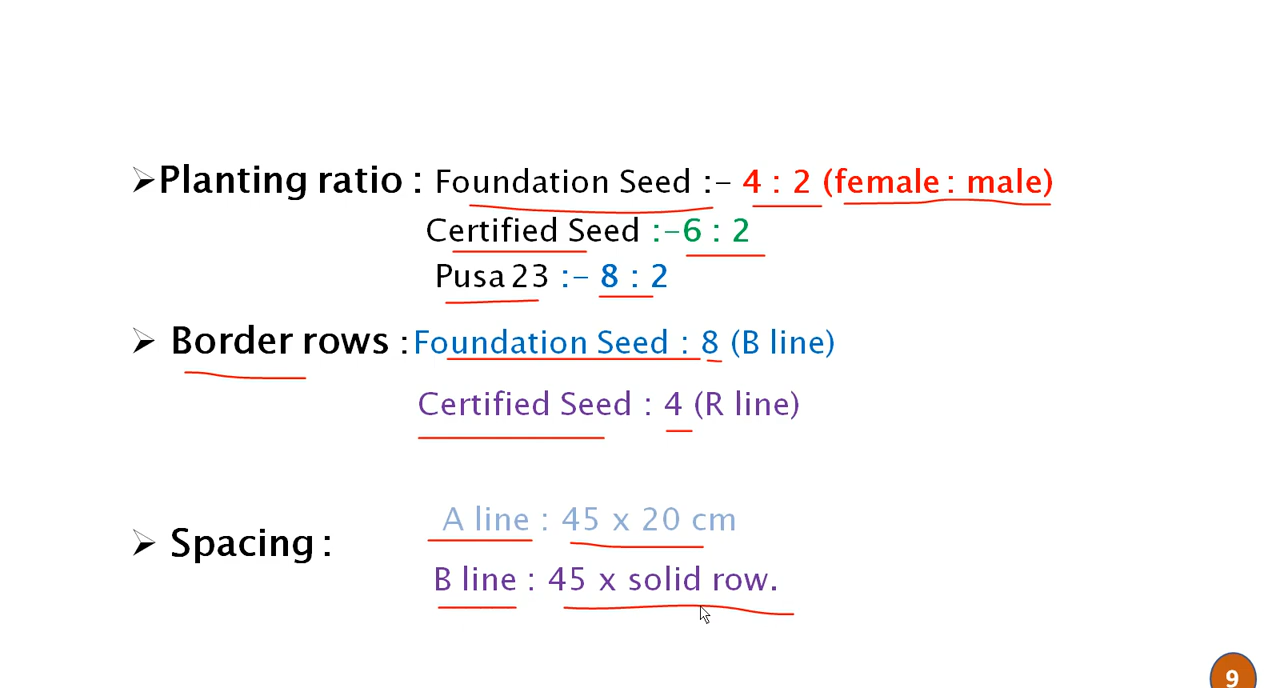 ➢Planting ratio : Foundation Seed :- 4 : 2 (female : male)
Certified Seed :-6 : 2
Pusa 23 :- 8 : 2
➢ Border rows : Foundation Seed : 8 (B line)
Certified Seed : 4 (R line)
A line : 45 x 20 cm
➢ Spacing :
B line : 45 x solid row.
9